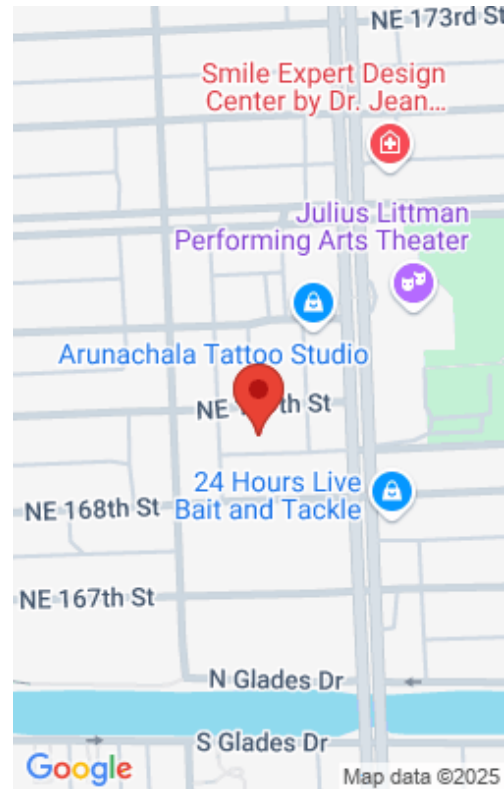 NE 173rd St
Smile Expert Design
Center by Dr. Jean...
Julius Littman
Performing Arts Theater
Arunachala Tattoo Studio
NE th St
24 Hours Live
Bait and Tackle
NE 168th St
NE 167th St
N Glades Dr
S Glades Dr
Google
Map data ©2025